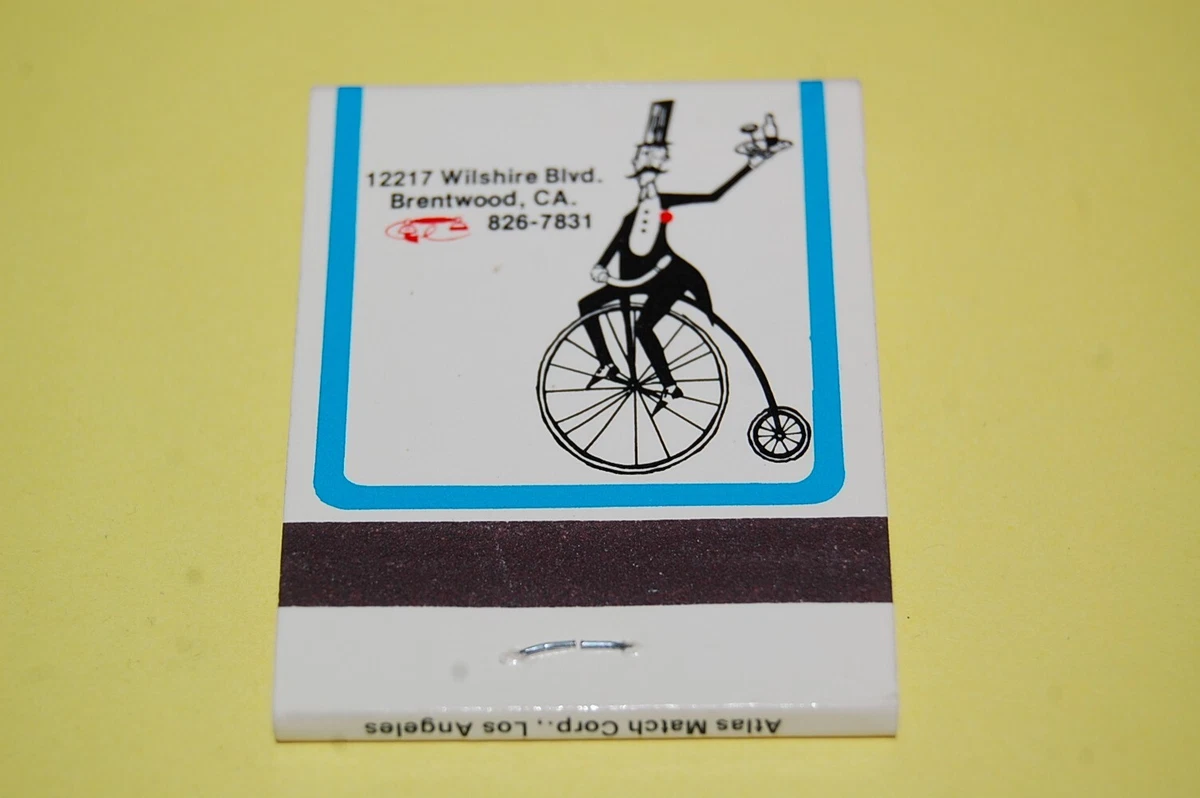 12217 Wilshire Blvd.
Brentwood, CA.
826-7831
Atlas Match Corp., Los Angeles